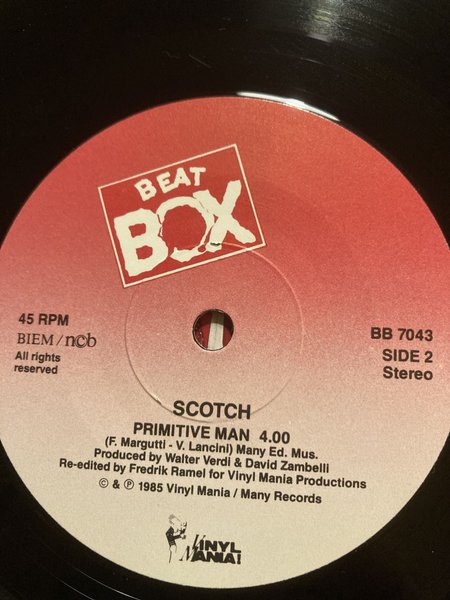 BEAT
BOX
45 RPM
BIEM/ncb
All rights
reserved
BB 7043
SIDE 2
Stereo
SCOTCH
PRIMITIVE MAN 4.00
(F. Margutti - V. Lancini) Many Ed. Mus.
Produced by Walter Verdi & David Zambelli
Re-edited by Fredrik Ramel for Vinyl Mania Productions
© & ℗ 1985 Vinyl Mania / Many Records
VINYL
MANIA!